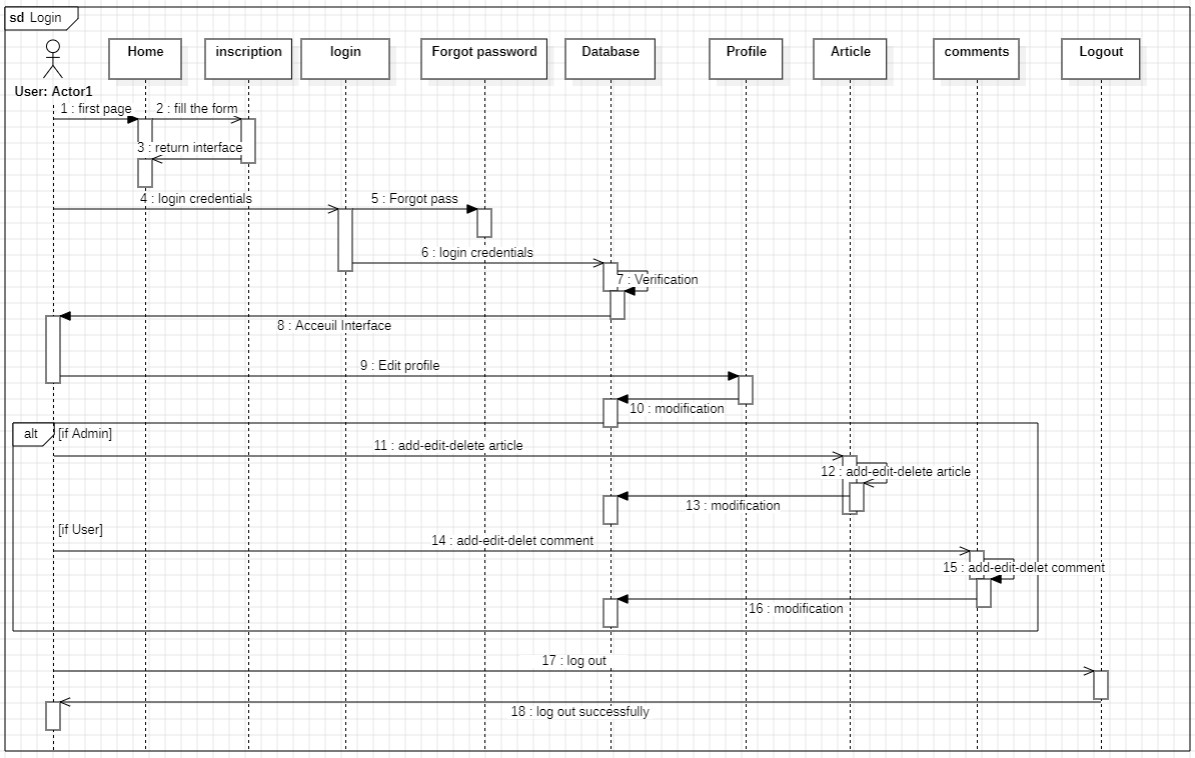 sd Login
Home
inscription
login
Forgot password
Database
Profile
Article
comments
Logout
User: Actor1
1 : first page
2 : fill the form
3 : return interface
4 : login credentials
5 : Forgot pass
6 : login credentials
7 : Verification
8 : Acceuil Interface
9 : Edit profile
10 : modification
alt
[if Admin]
11 : add-edit-delete article
12 : add-edit-delete article
13 : modification
[if User]
14 : add-edit-delet comment
15 : add-edit-delet comment
16 : modification
17 : log out
18 : log out successfully